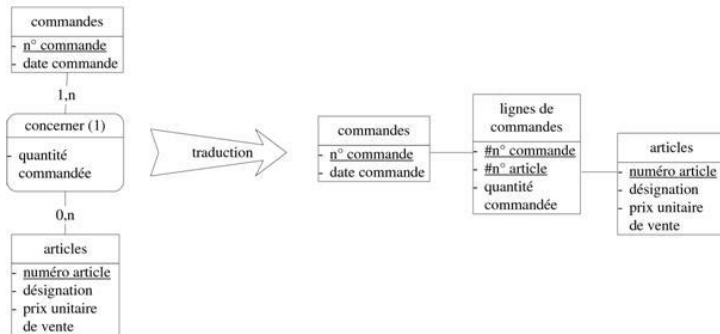 commandes
- n° commande
- date commande
1,n
concerner (1)
- quantité
commandée
0,n
articles
- numéro article
- désignation
- prix unitaire
de vente
traduction
commandes
- n° commande
- date commande
lignes de
commandes
- #n° commande
- #n° article
- quantité
commandée
articles
- numéro article
- désignation
- prix unitaire
de vente